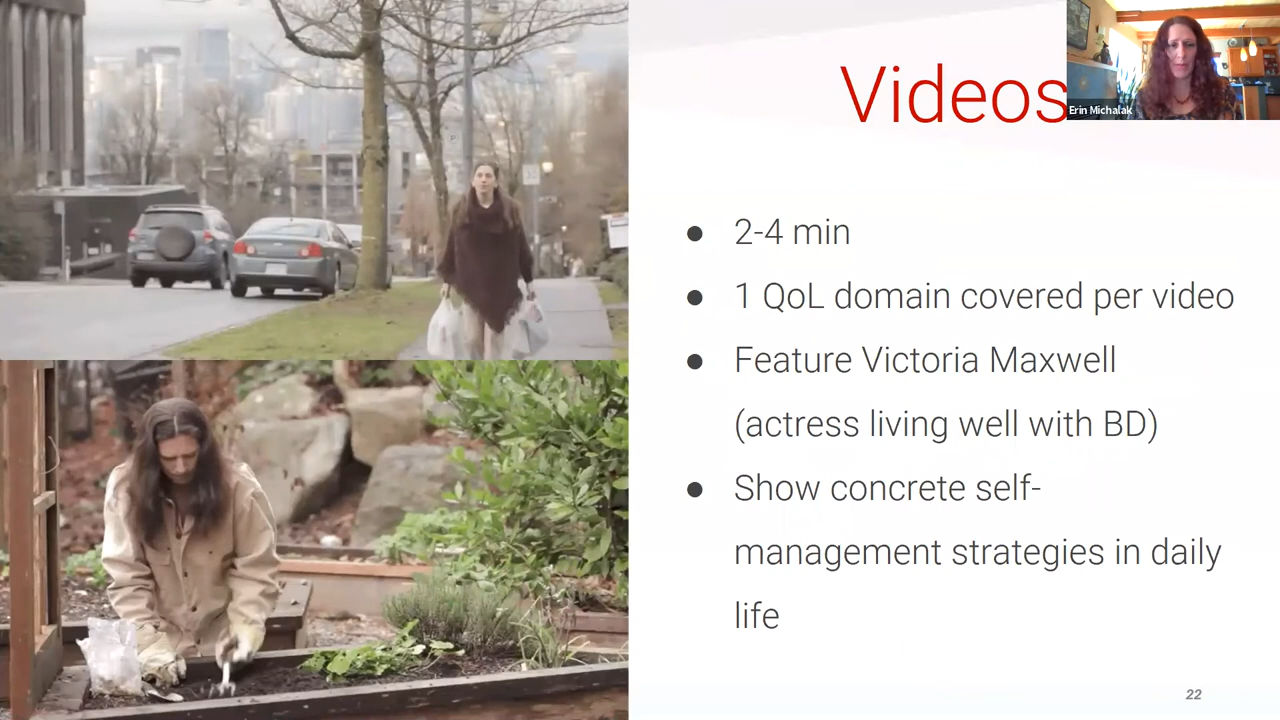 Videos
Erin Michalak
● 2-4 min
● 1 QoL domain covered per video
● Feature Victoria Maxwell
(actress living well with BD)
● Show concrete self-
management strategies in daily
life
22